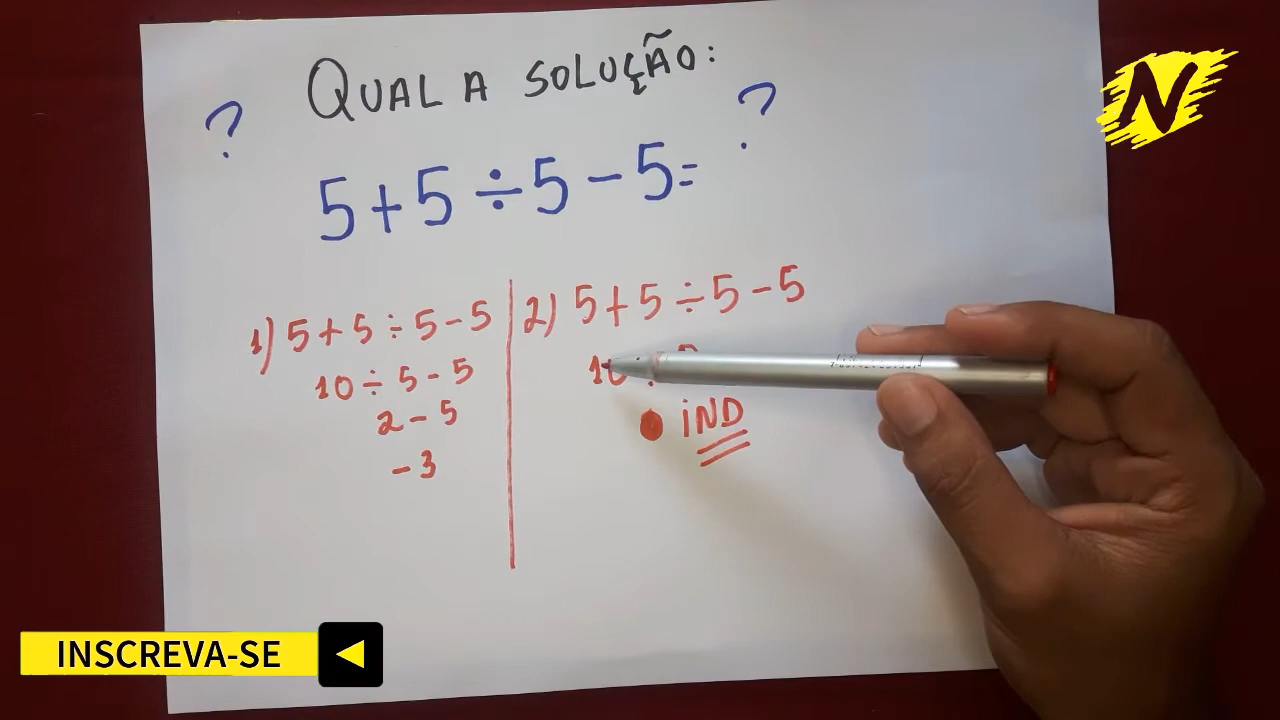 QUAL A SOLUÇÃO:
? 5+5÷5-5= ?
1) 5+5÷5-5
10÷5-5
2-5
-3
2) 5+5÷5-5
10÷
IND
N
INSCREVA-SE